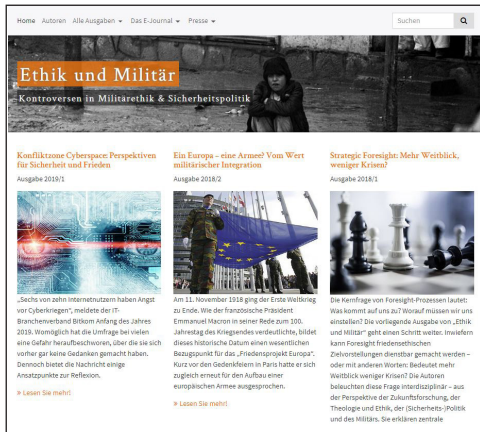 Home Autoren Alle Ausgaben Das E-Journal Presse Suchen
Ethik und Militär
Kontroversen in Militärethik & Sicherheitspolitik
Konfliktzone Cyberspace: Perspektiven
für Sicherheit und Frieden
Ausgabe 2019/1
„Sechs von zehn Internetnutzern haben Angst
vor Cyberkriegen", meldete der IT-
Branchenverband Bitkom Anfang des Jahres
2019. Womöglich hat die Umfrage bei vielen
eine Gefahr heraufbeschworen, über die sie sich
vorher gar keine Gedanken gemacht haben.
Dennoch bietet die Nachricht einige
Ansatzpunkte zur Reflexion.
» Lesen Sie mehr!
Ein Europa – eine Armee? Vom Wert
militärischer Integration
Ausgabe 2018/2
Am 11. November 1918 ging der Erste Weltkrieg
zu Ende. Wie der französische Präsident
Emmanuel Macron in seiner Rede zum 100.
Jahrestag des Kriegsendes verdeutlichte, bildet
dieses historische Datum einen wesentlichen
Bezugspunkt für das „Friedensprojekt Europa".
Kurz vor den Gedenkfeiern in Paris hatte er sich
zugleich erneut für den Aufbau einer
europäischen Armee ausgesprochen.
» Lesen Sie mehr!
Strategic Foresight: Mehr Weitblick,
weniger Krisen?
Ausgabe 2018/1
Die Kernfrage von Foresight-Prozessen lautet:
Was kommt auf uns zu? Worauf müssen wir uns
einstellen? Die vorliegende Ausgabe von „Ethik
und Militär" geht einen Schritt weiter. Inwiefern
kann Foresight friedensethischen
Zielvorstellungen dienstbar gemacht werden –
oder mit anderen Worten: Bedeutet mehr
Weitblick weniger Krisen? Die Autoren
beleuchten diese Frage interdisziplinär – aus
der Perspektive der Zukunftsforschung, der
Theologie und Ethik, der (Sicherheits-)Politik
und des Militärs. Sie erklären zentrale